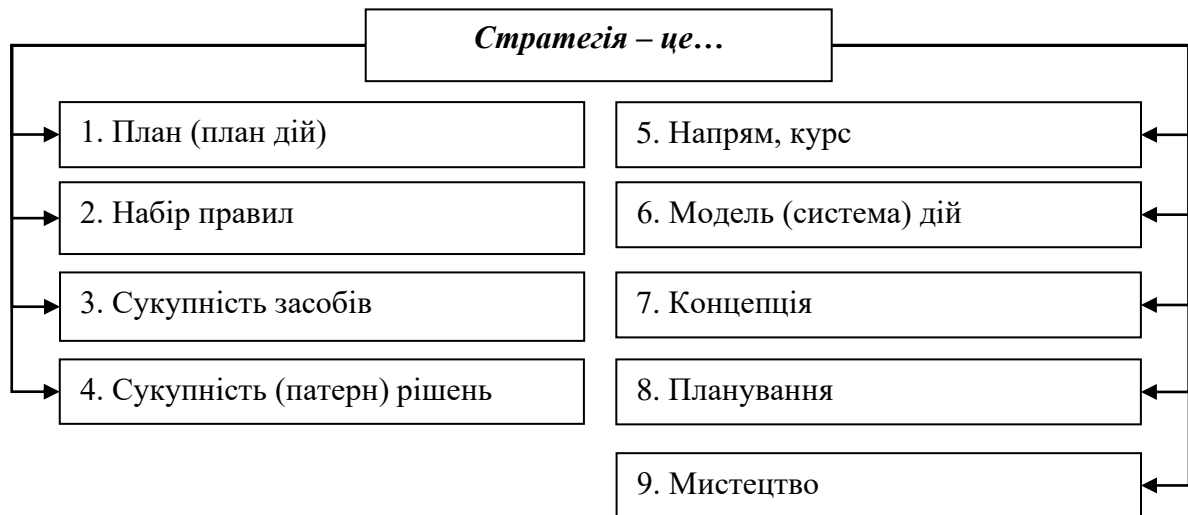 Стратегія – це…
1. План (план дій)
2. Набір правил
3. Сукупність засобів
4. Сукупність (патерн) рішень
5. Напрям, курс
6. Модель (система) дій
7. Концепція
8. Планування
9. Мистецтво